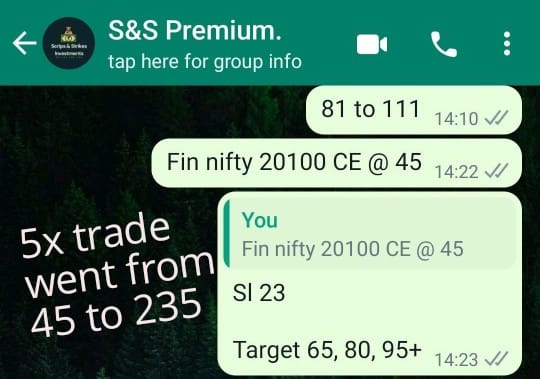 S&S Premium.
Scrips & Strikes
Investments
tap here for group info
81 to 111 14:10
Fin nifty 20100 CE @ 45 14:22
You
Fin nifty 20100 CE @ 45
Sl 23
Target 65, 80, 95+ 14:23
5x trade
went from
45 to 235